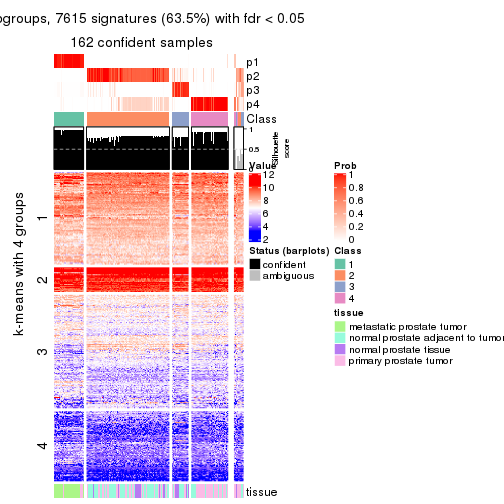 ogroups, 7615 signatures (63.5%) with fdr < 0.05
162 confident samples
p1
p2
p3
p4
Class
1
0.5
0
Silhouette
score
k-means with 4 groups
1
2
3
4
Value
12
10
8
6
4
2
Prob
1
0.8
0.6
0.4
0.2
0
Status (barplots)
confident
ambiguous
Class
1
2
3
4
tissue
metastatic prostate tumor
normal prostate adjacent to tumor
normal prostate tissue
primary prostate tumor
tissue